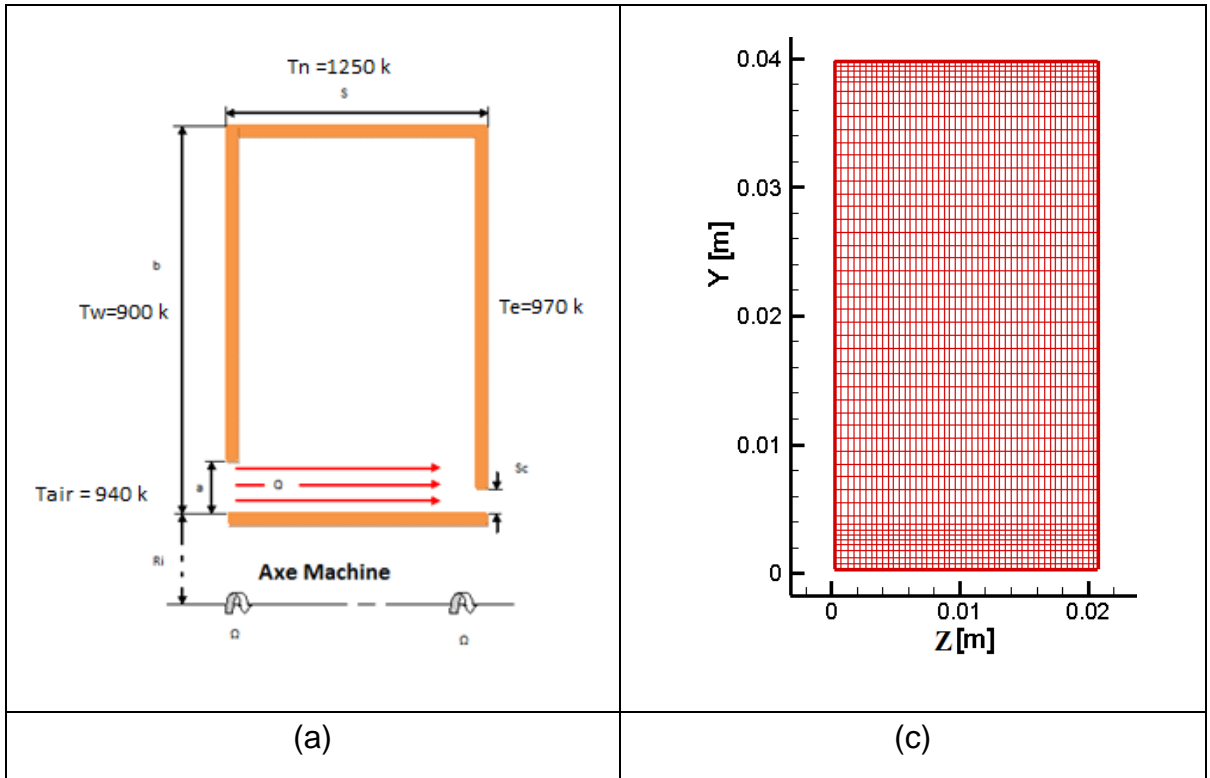 Tn =1250 k
S
b
Tw=900 k
Te=970 k
Sc
a
Q
Tair = 940 k
Ri
Axe Machine
Ω Ω
(a)
0.04
0.03
0.02
0.01
0
Y [m]
0 0.01 0.02
Z [m]
(c)